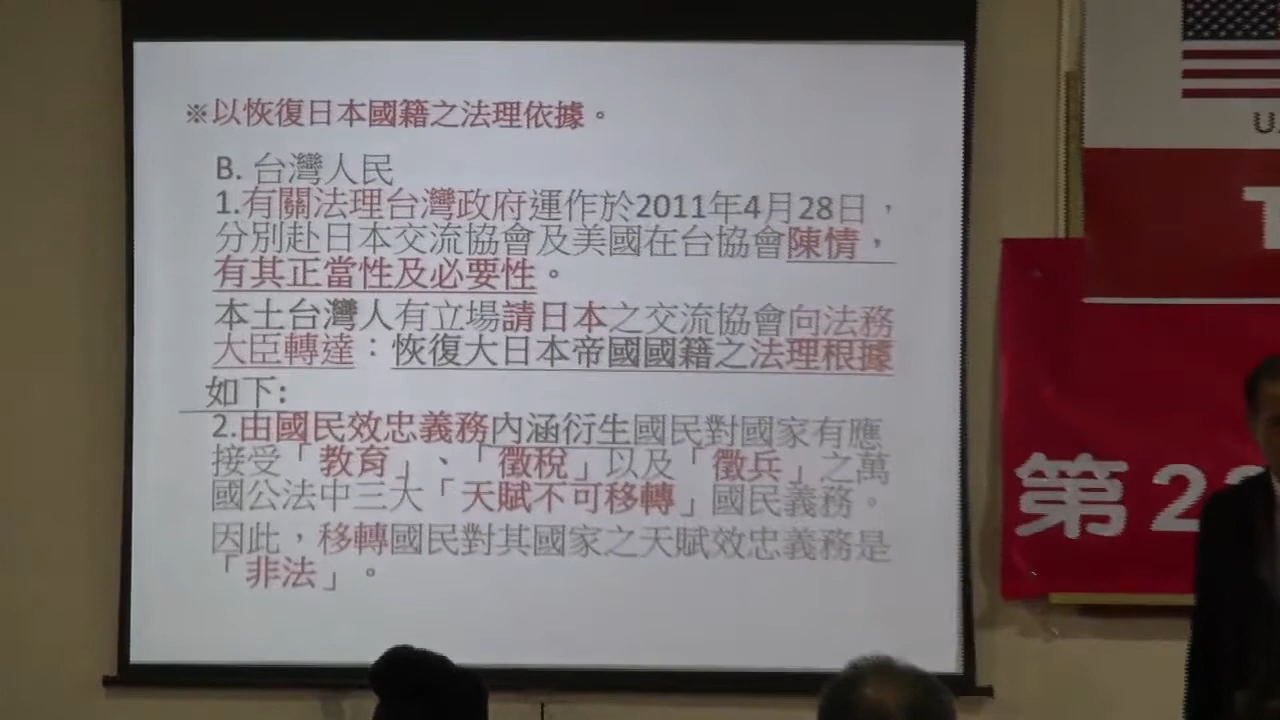 ※以恢復日本國籍之法理依據。
B. 台灣人民
1.有關法理台灣政府運作於2011年4月28日，
分別赴日本交流協會及美國在台協會陳情，
有其正當性及必要性。
本土台灣人有立場請日本之交流協會向法務
大臣轉達：恢復大日本帝國國籍之法理根據
如下:
2.由國民效忠義務內涵衍生國民對國家有應
接受「教育」、「徵稅」以及「徵兵」之萬
國公法中三大「天賦不可移轉」國民義務。
因此，移轉國民對其國家之天賦效忠義務是
「非法」。
U.
T
第22